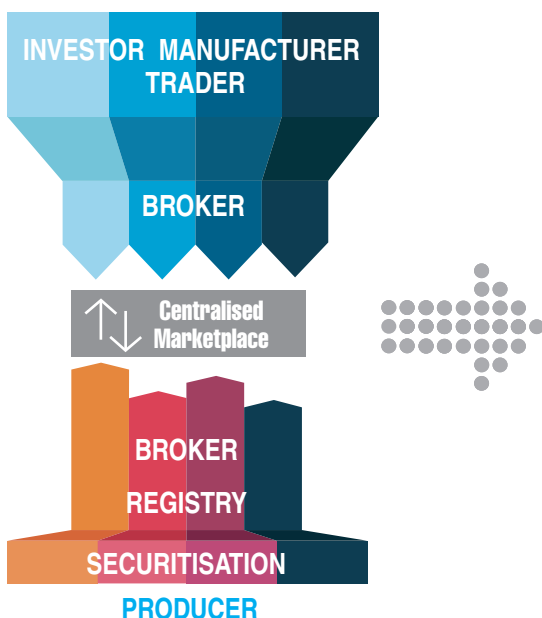 INVESTOR MANUFACTURER
TRADER
BROKER
Centralised
Marketplace
BROKER
REGISTRY
SECURITISATION
PRODUCER